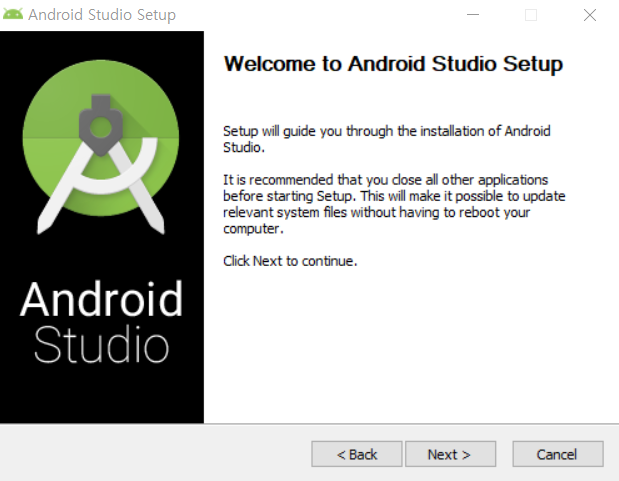 Android Studio Setup
Welcome to Android Studio Setup
Setup will guide you through the installation of Android
Studio.
It is recommended that you close all other applications
before starting Setup. This will make it possible to update
relevant system files without having to reboot your
computer.
Click Next to continue.
Android
Studio
< Back
Next >
Cancel